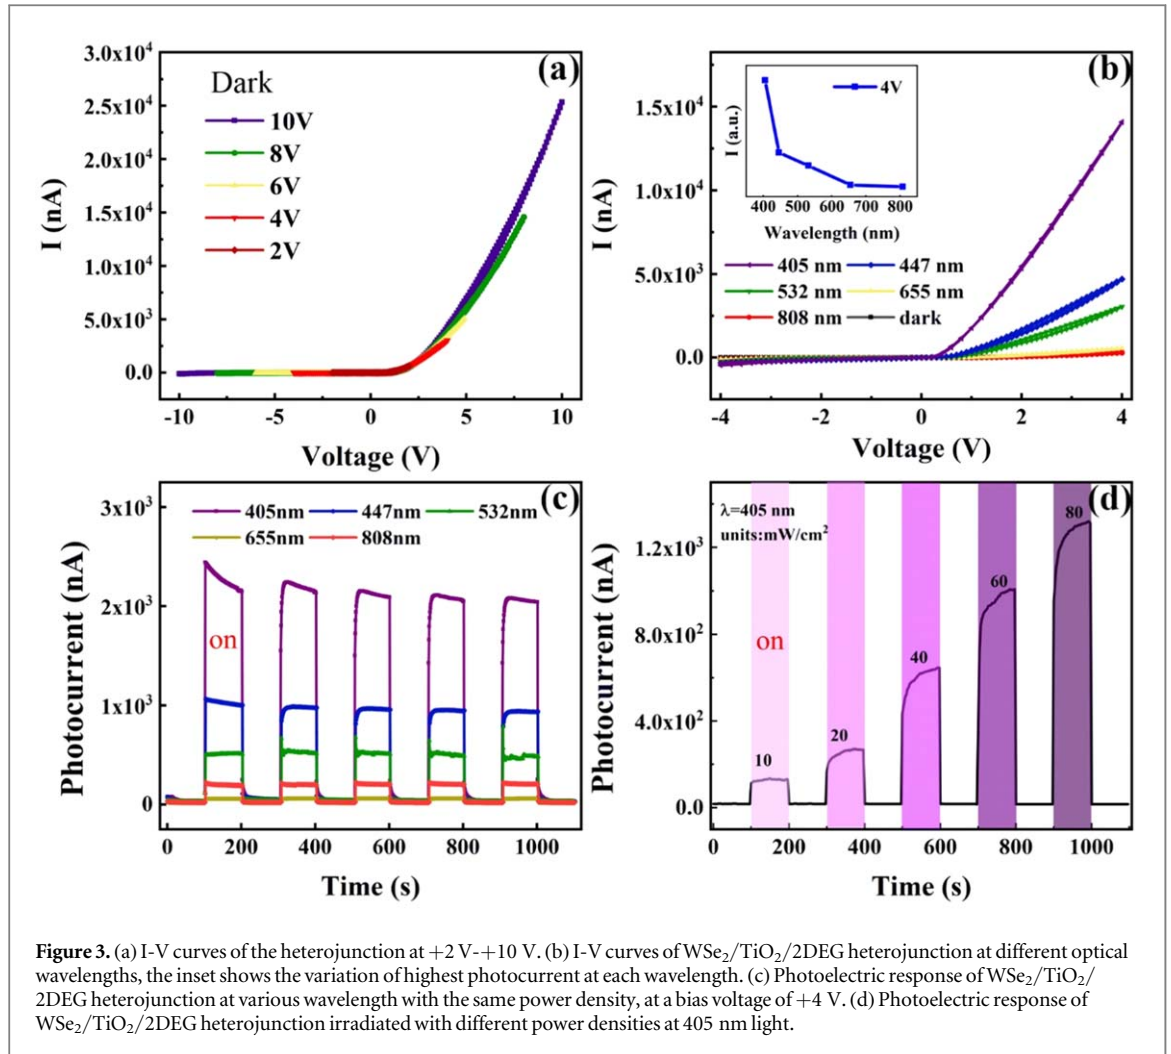 (a)
Dark
10V
8V
6V
4V
2V
3.0x10⁴
2.5x10⁴
2.0x10⁴
1.5x10⁴
1.0x10⁴
5.0x10³
0.0
I (nA)
-10 -5 0 5 10
Voltage (V)
(b)
4V
I (a.u.)
400 500 600 700 800
Wavelength (nm)
405 nm 447 nm
532 nm 655 nm
808 nm dark
1.5x10⁴
1.0x10⁴
5.0x10³
0.0
I (nA)
-4 -2 0 2 4
Voltage (V)
(c)
405nm 447nm 532nm
655nm 808nm
on
3x10³
2x10³
1x10³
0
Photocurrent (nA)
0 200 400 600 800 1000
Time (s)
(d)
λ=405 nm
units:mW/cm²
on
10
20
40
60
80
1.2x10³
8.0x10²
4.0x10²
0.0
Photocurrent (nA)
0 200 400 600 800 1000
Time (s)
Figure 3. (a) I-V curves of the heterojunction at +2 V-+10 V. (b) I-V curves of WSe₂/TiO₂/2DEG heterojunction at different optical
wavelengths, the inset shows the variation of highest photocurrent at each wavelength. (c) Photoelectric response of WSe₂/TiO₂/
2DEG heterojunction at various wavelength with the same power density, at a bias voltage of +4 V. (d) Photoelectric response of
WSe₂/TiO₂/2DEG heterojunction irradiated with different power densities at 405 nm light.